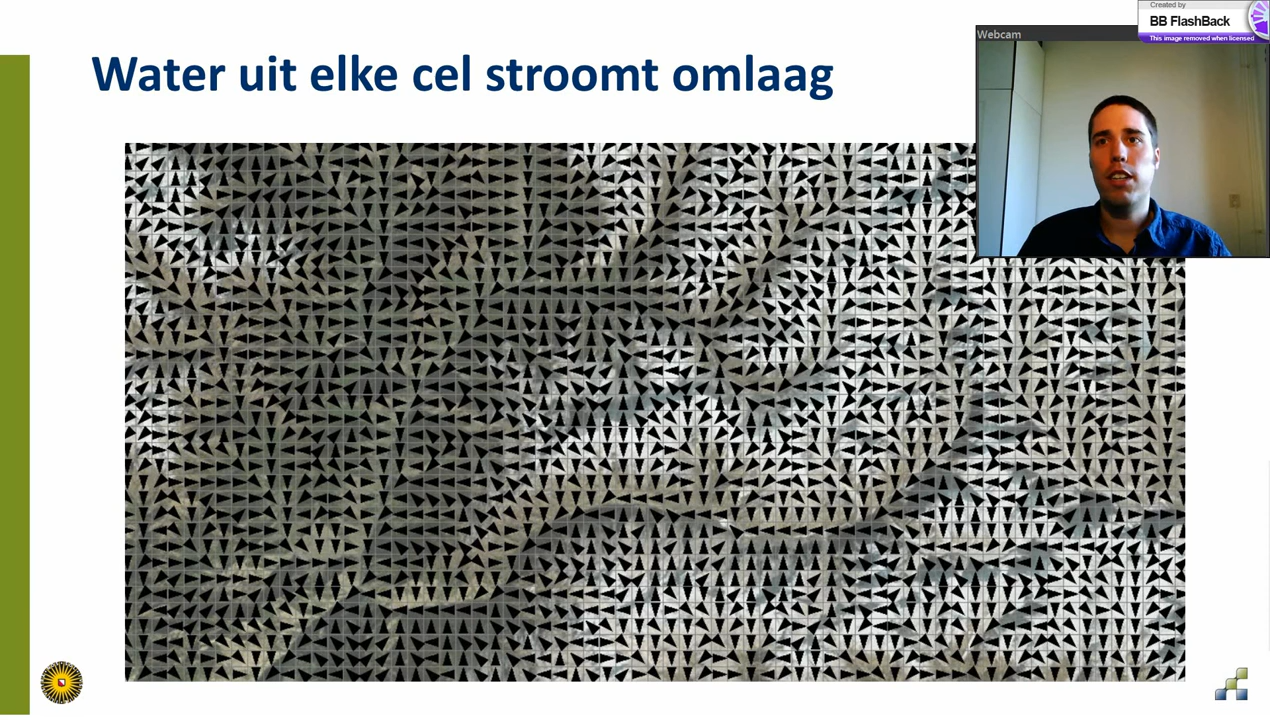 Created by
BB FlashBack
This image removed when licensed
Webcam
Water uit elke cel stroomt omlaag